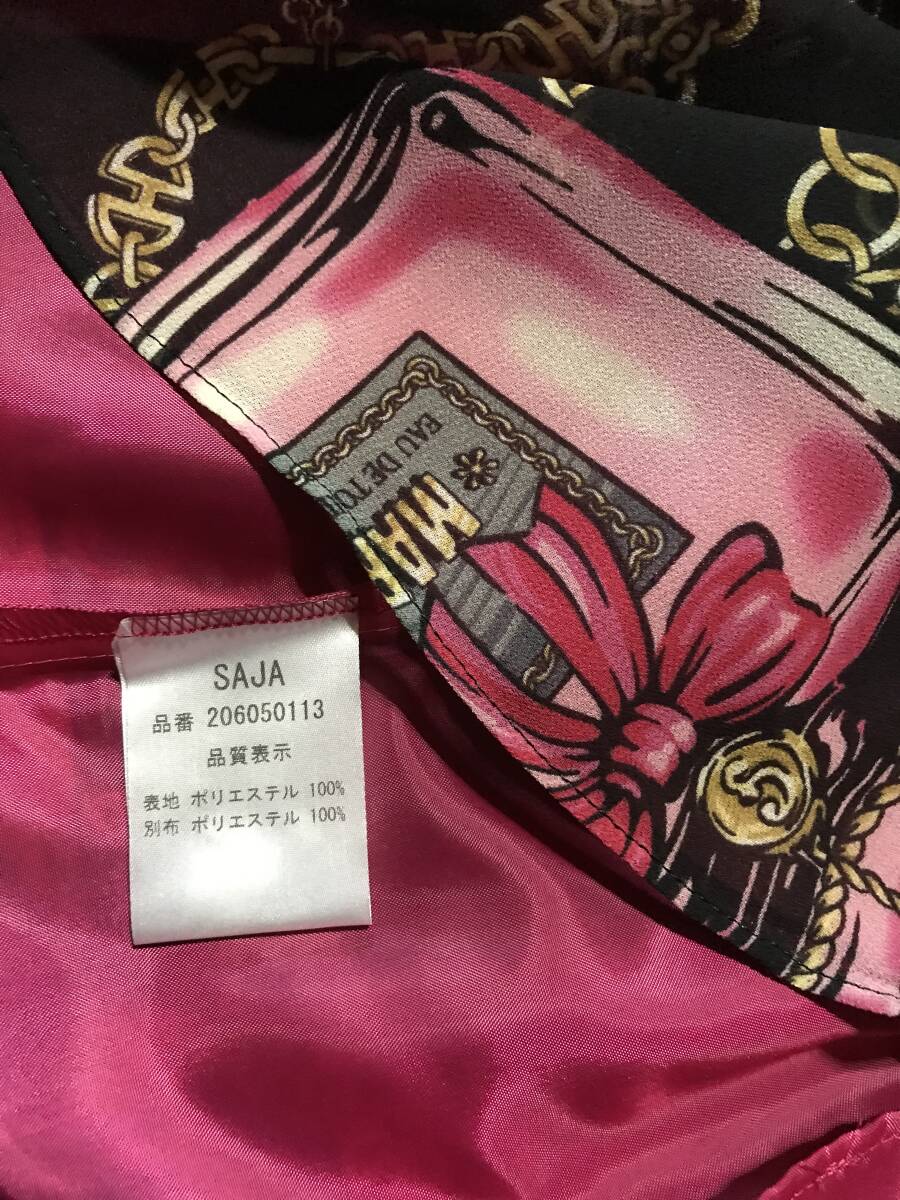 EAU DE TO
MA
SAJA
品番 206050113
品質表示
表地 ポリエステル 100%
別布 ポリエステル 100%